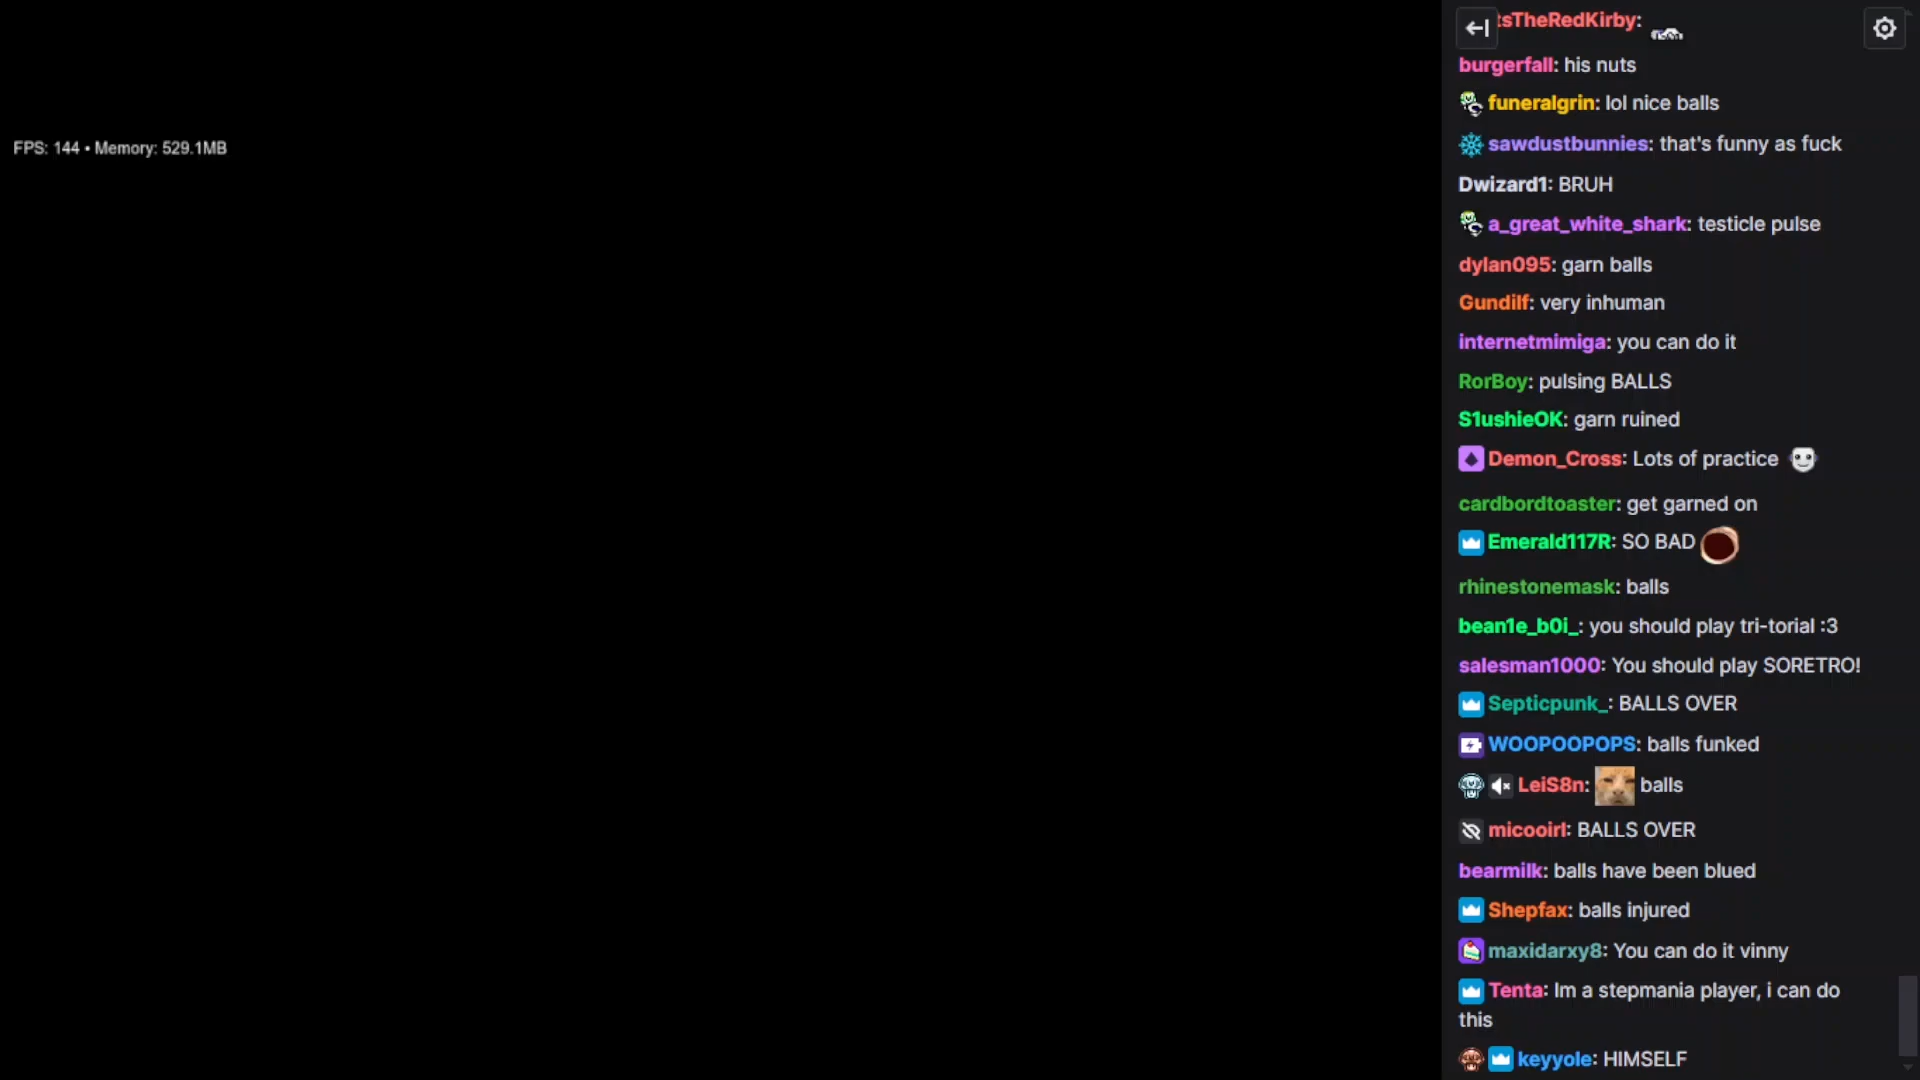 FPS: 144 • Memory: 529.1MB
tsTheRedKirby:
burgerfall: his nuts
funeralgrin: lol nice balls
sawdustbunnies: that's funny as fuck
Dwizard1: BRUH
a_great_white_shark: testicle pulse
dylan095: garn balls
Gundilf: very inhuman
internetmimiga: you can do it
RorBoy: pulsing BALLS
S1ushieOK: garn ruined
Demon_Cross: Lots of practice
cardbordtoaster: get garned on
Emerald117R: SO BAD
rhinestonemask: balls
bean1e_b0i_: you should play tri-torial :3
salesman1000: You should play SORETRO!
Septicpunk_: BALLS OVER
WOOPOOPOPS: balls funked
LeiS8n: balls
micooirl: BALLS OVER
bearmilk: balls have been blued
Shepfax: balls injured
maxidarxy8: You can do it vinny
Tenta: Im a stepmania player, i can do
this
keyyole: HIMSELF